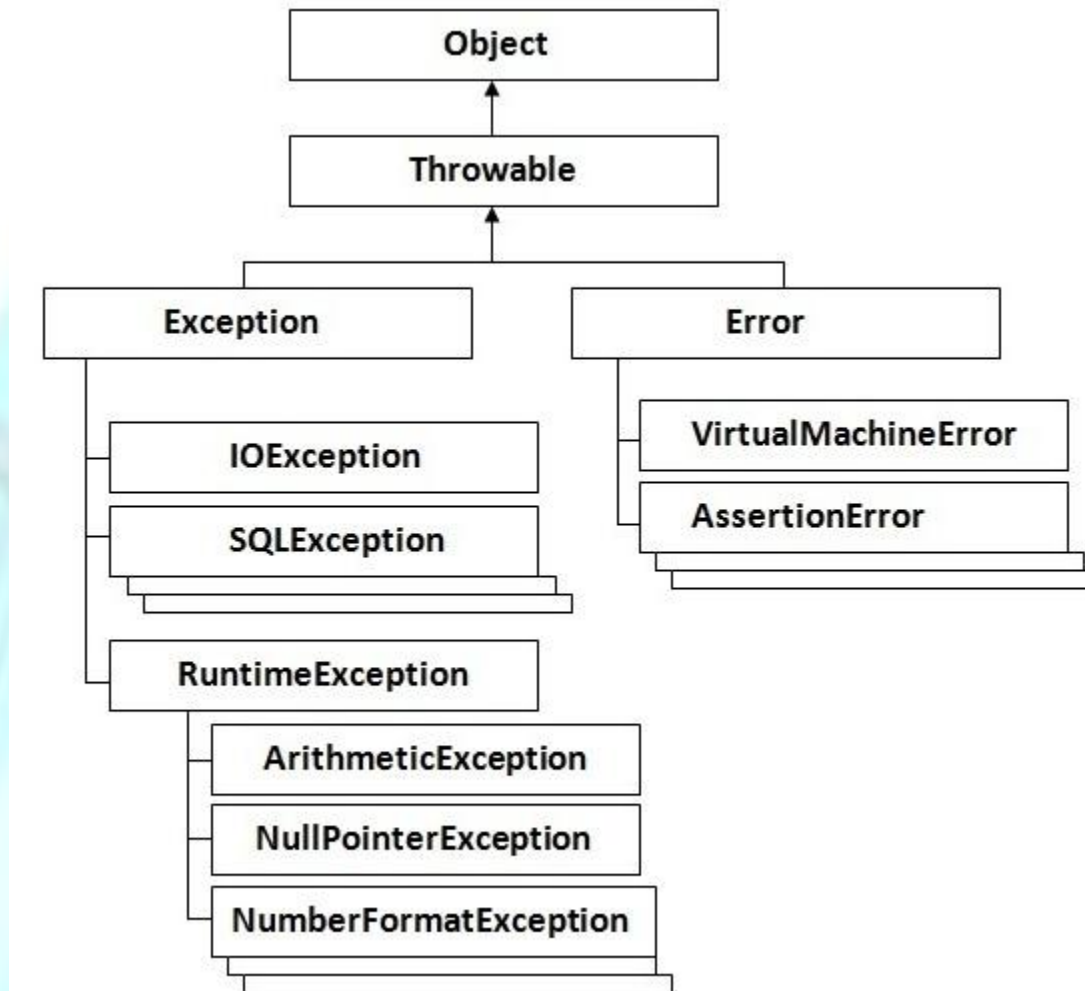 Object
Throwable
Exception
Error
IOException
SQLException
RuntimeException
ArithmeticException
NullPointerException
NumberFormatException
VirtualMachineError
AssertionError